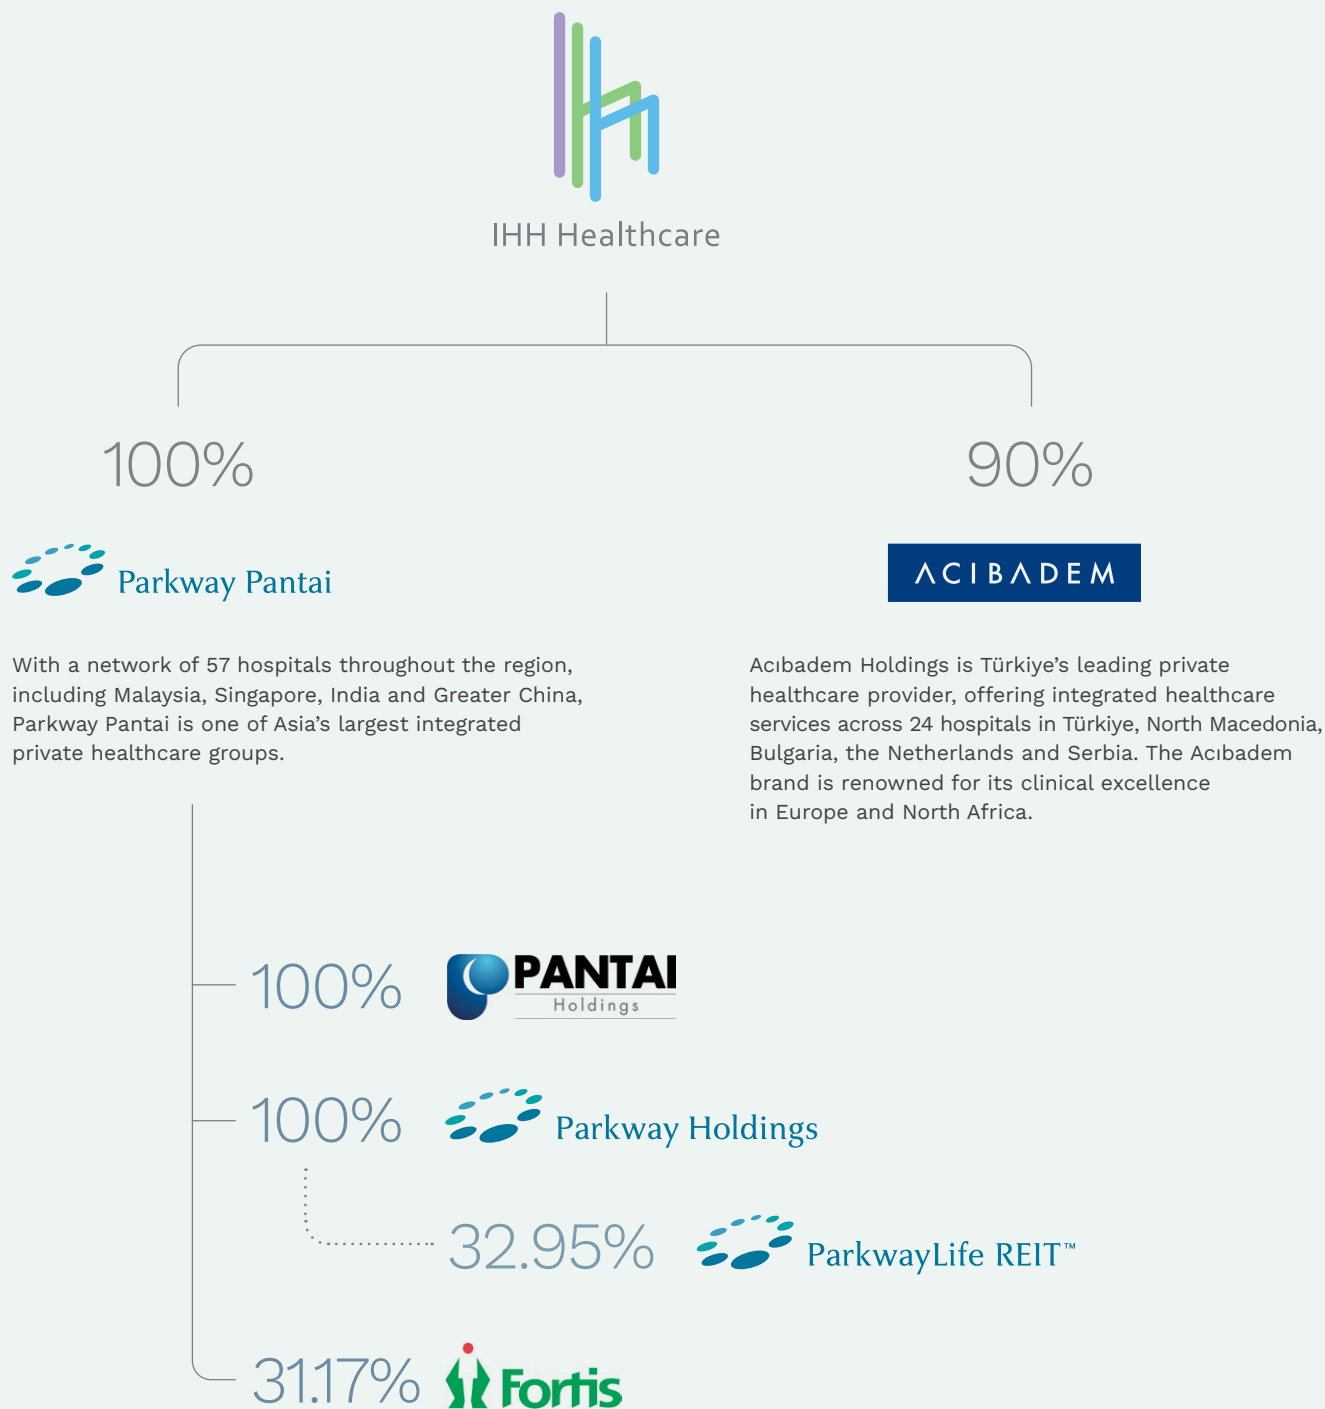 IHH Healthcare
100%
90%
Parkway Pantai
ACIBADEM
With a network of 57 hospitals throughout the region,
including Malaysia, Singapore, India and Greater China,
Parkway Pantai is one of Asia's largest integrated
private healthcare groups.
Acıbadem Holdings is Türkiye's leading private
healthcare provider, offering integrated healthcare
services across 24 hospitals in Türkiye, North Macedonia,
Bulgaria, the Netherlands and Serbia. The Acıbadem
brand is renowned for its clinical excellence
in Europe and North Africa.
100%
PANTAI
Holdings
100%
Parkway Holdings
32.95%
ParkwayLife REIT™
31.17%
Fortis